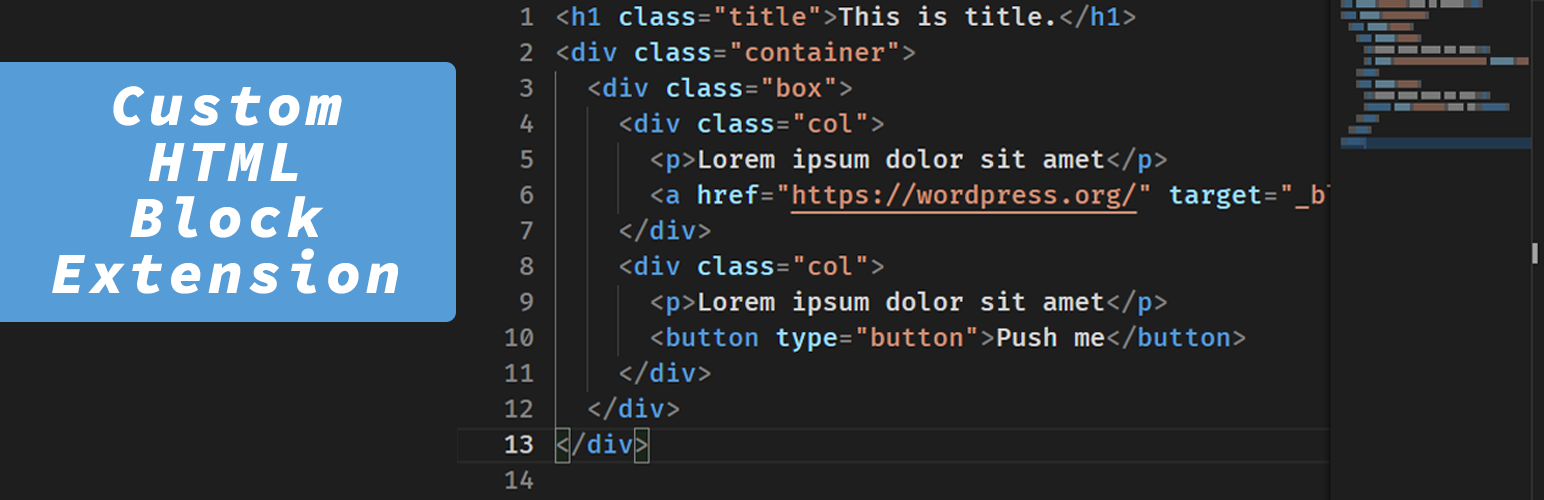 Custom
HTML
Block
Extension
1 <h1 class="title">This is title.</h1>
2 <div class="container">
3 <div class="box">
4 <div class="col">
5 <p>Lorem ipsum dolor sit amet</p>
6 <a href="https://wordpress.org/" target="_b
7 </div>
8 <div class="col">
9 <p>Lorem ipsum dolor sit amet</p>
10 <button type="button">Push me</button>
11 </div>
12 </div>
13 </div>
14